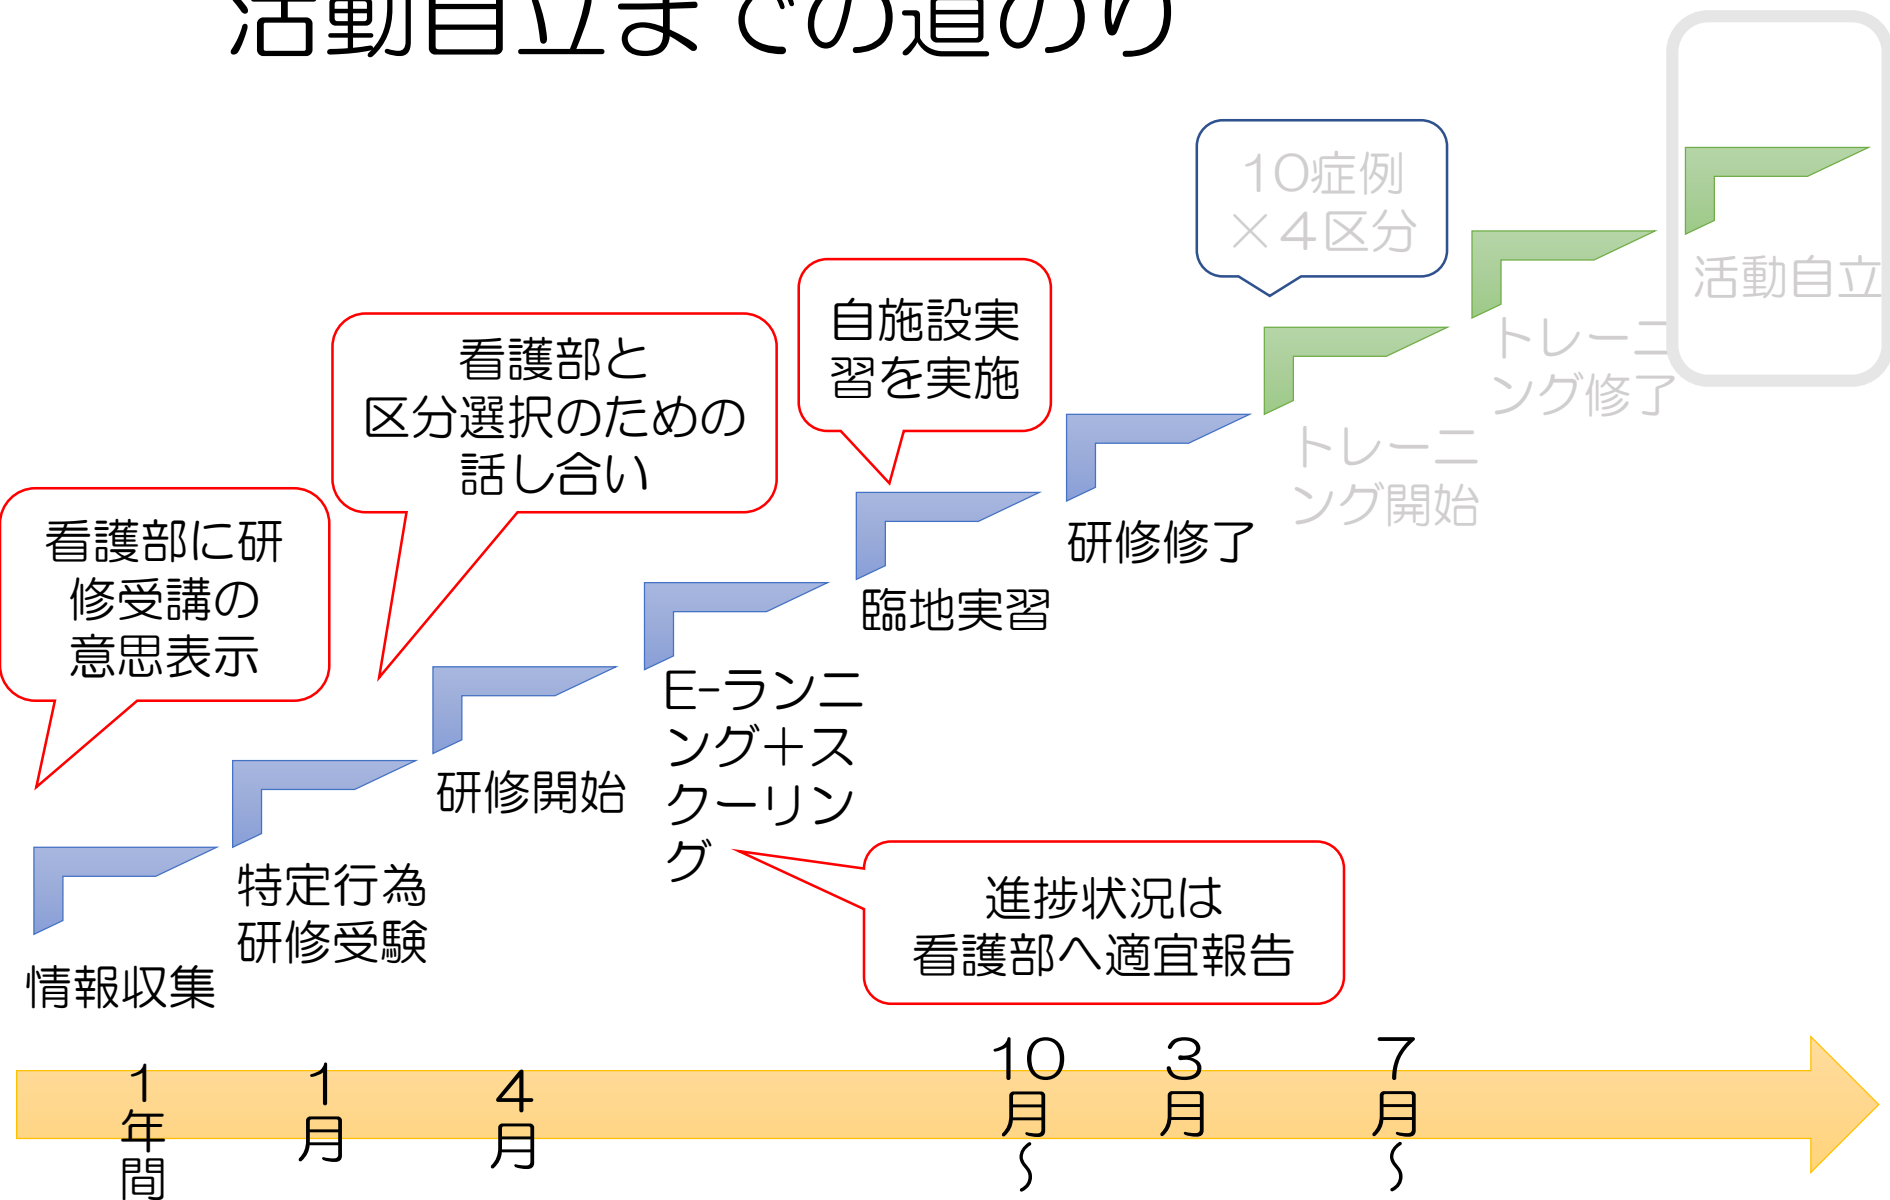 活動自立までの道のり
10症例
×４区分
活動自立
トレーニ
ング修了
自施設実
習を実施
看護部と
区分選択のための
話し合い
トレーニ
ング開始
研修修了
看護部に研
修受講の
意思表示
臨地実習
E-ランニ
ング＋ス
クーリン
グ
研修開始
進捗状況は
看護部へ適宜報告
特定行為
研修受験
情報収集
１年間
１月
４月
10月～
３月
７月～